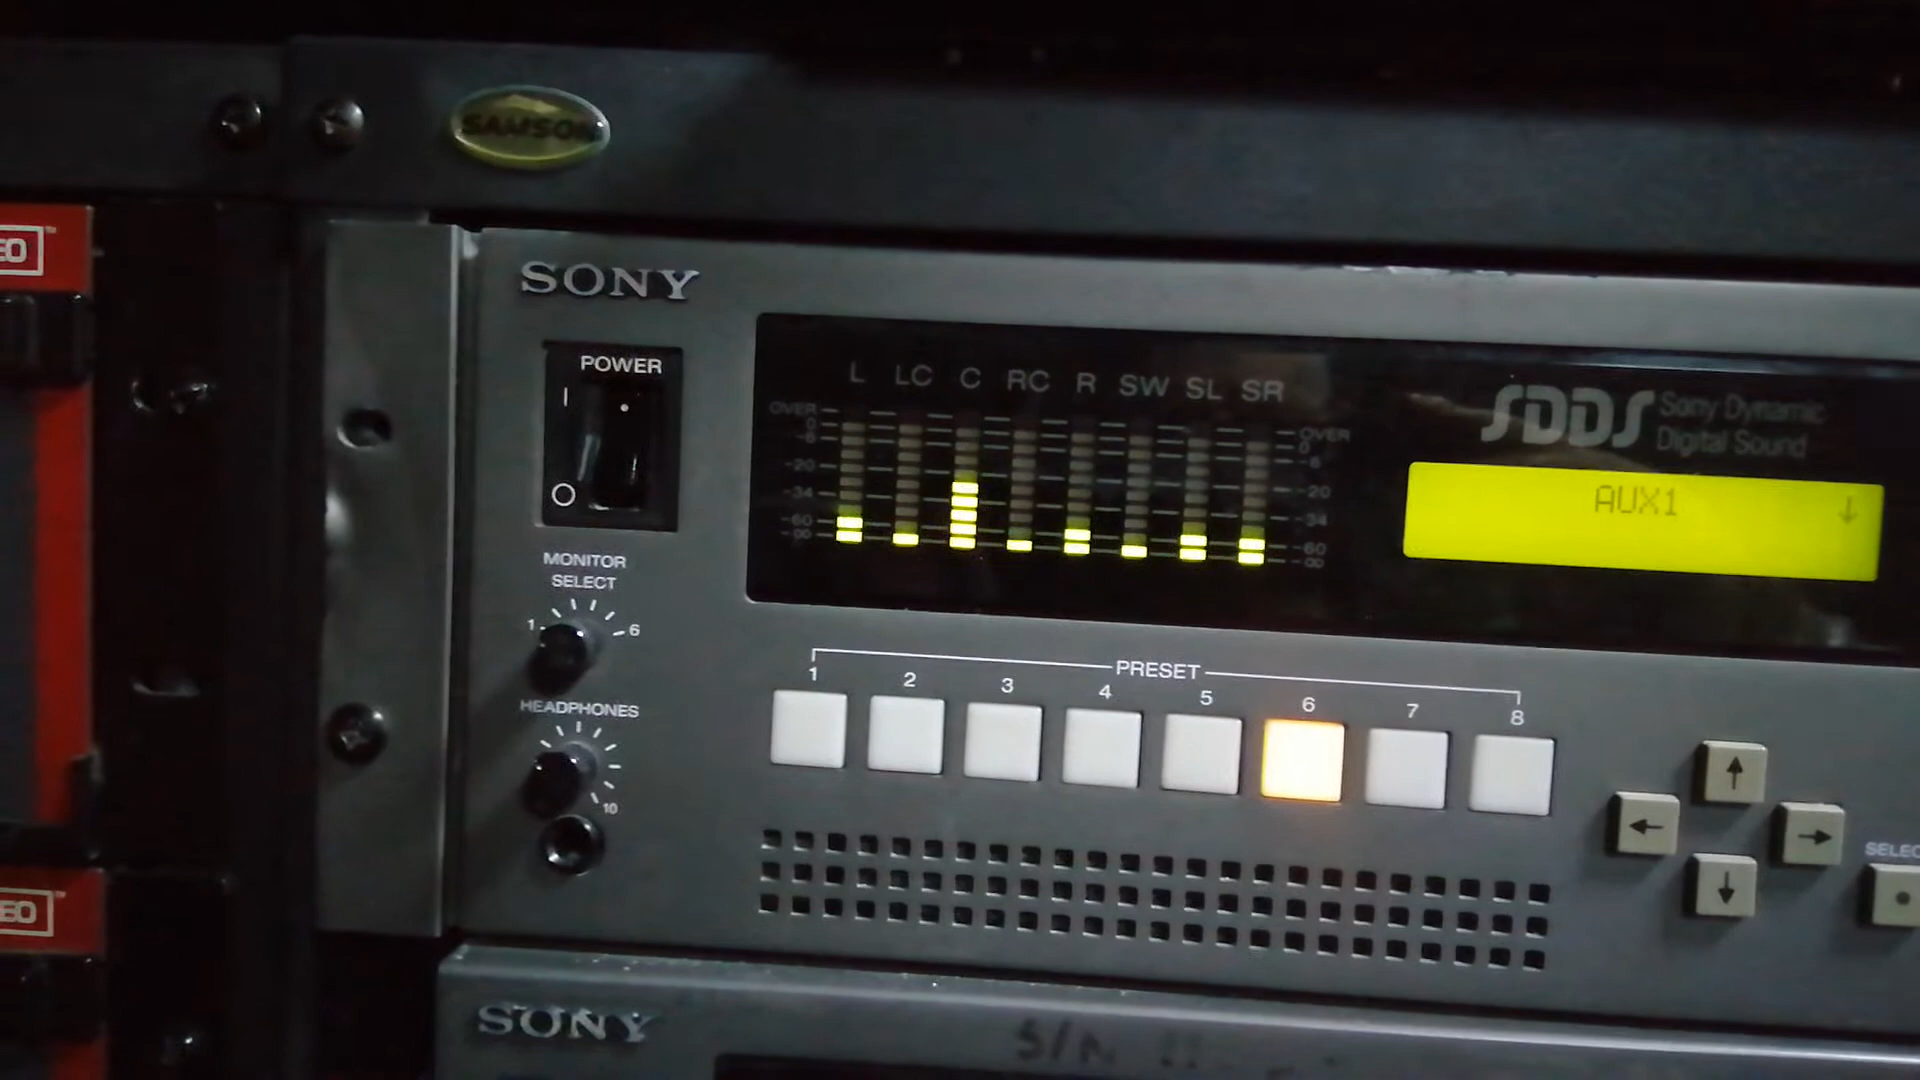 SAMSON
EO
SONY
POWER
I
O
MONITOR
SELECT
1 6
HEADPHONES
10
L LC C RC R SW SL SR
OVER
0
-6
-20
-34
-60
-00
OVER
0
-6
-20
-34
-60
-00
SDDS Sony Dynamic
Digital Sound
AUX1 ↓
PRESET
1 2 3 4 5 6 7 8
↑
← →
↓
SELEC
SONY
S/N